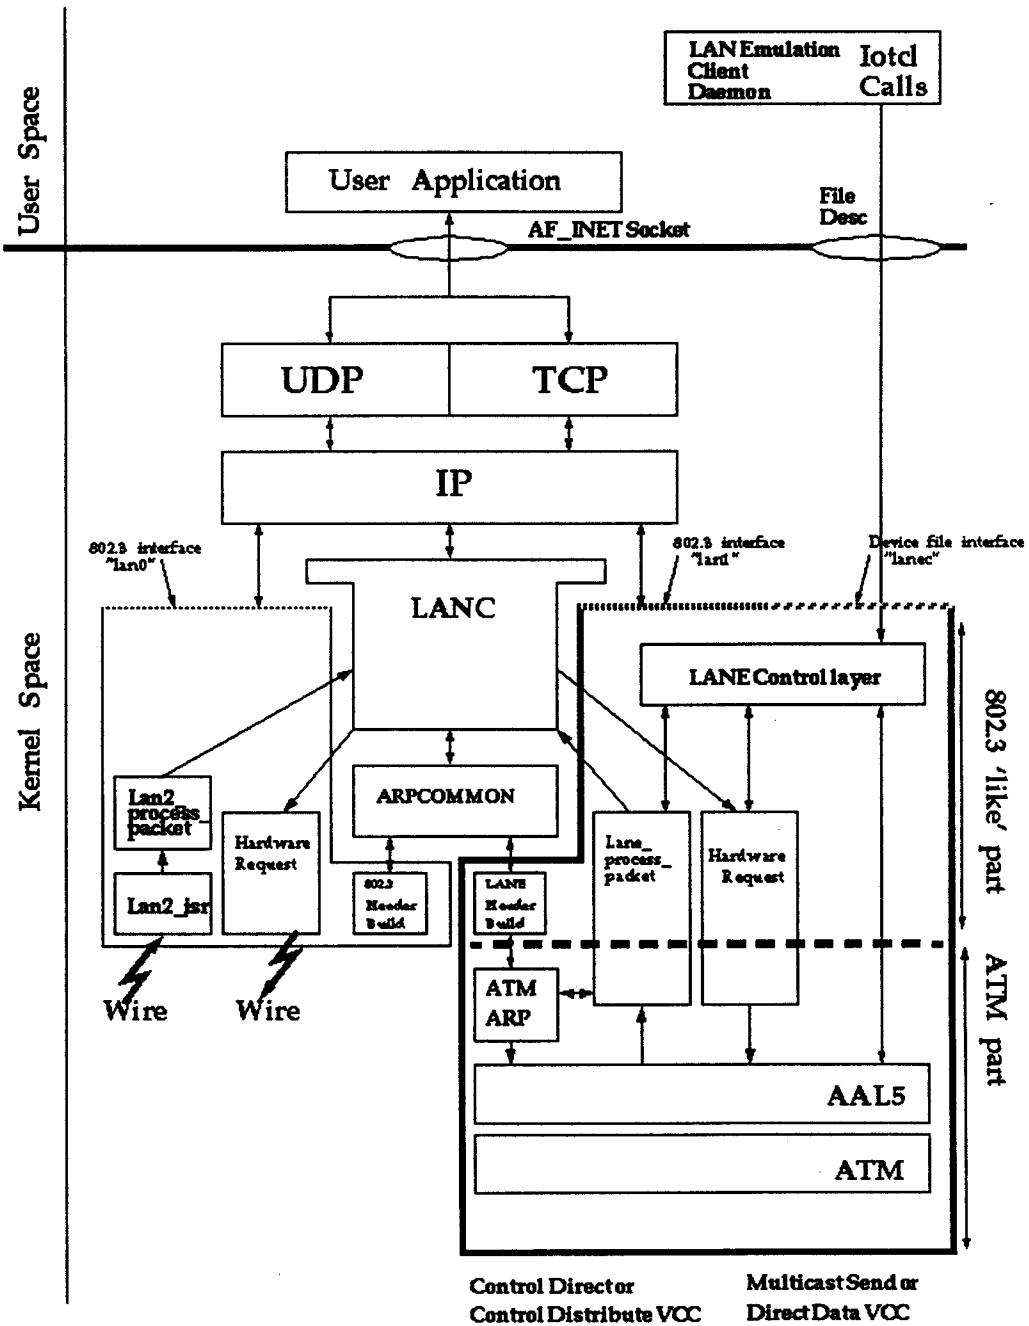 User Space
LAN Emulation
Client
Daemon
Iotcl
Calls
User Application
AF_INET Socket
File
Desc
UDP
TCP
IP
802.3 interface
"lan0"
802.3 interface
"lan1"
Device file interface
"lanec"
LANC
LANE Control layer
Kernel Space
802.3 'like' part
Lan2_
process_
packet
Hardware
Request
ARPCOMMON
Lane_
process_
packet
Hardware
Request
Lan2_isr
802.3
Header
Build
LANE
Header
Build
Wire
Wire
ATM
ARP
ATM part
AAL5
ATM
Control Director
Control Distribute VCC
Multicast Send or
Direct Data VCC